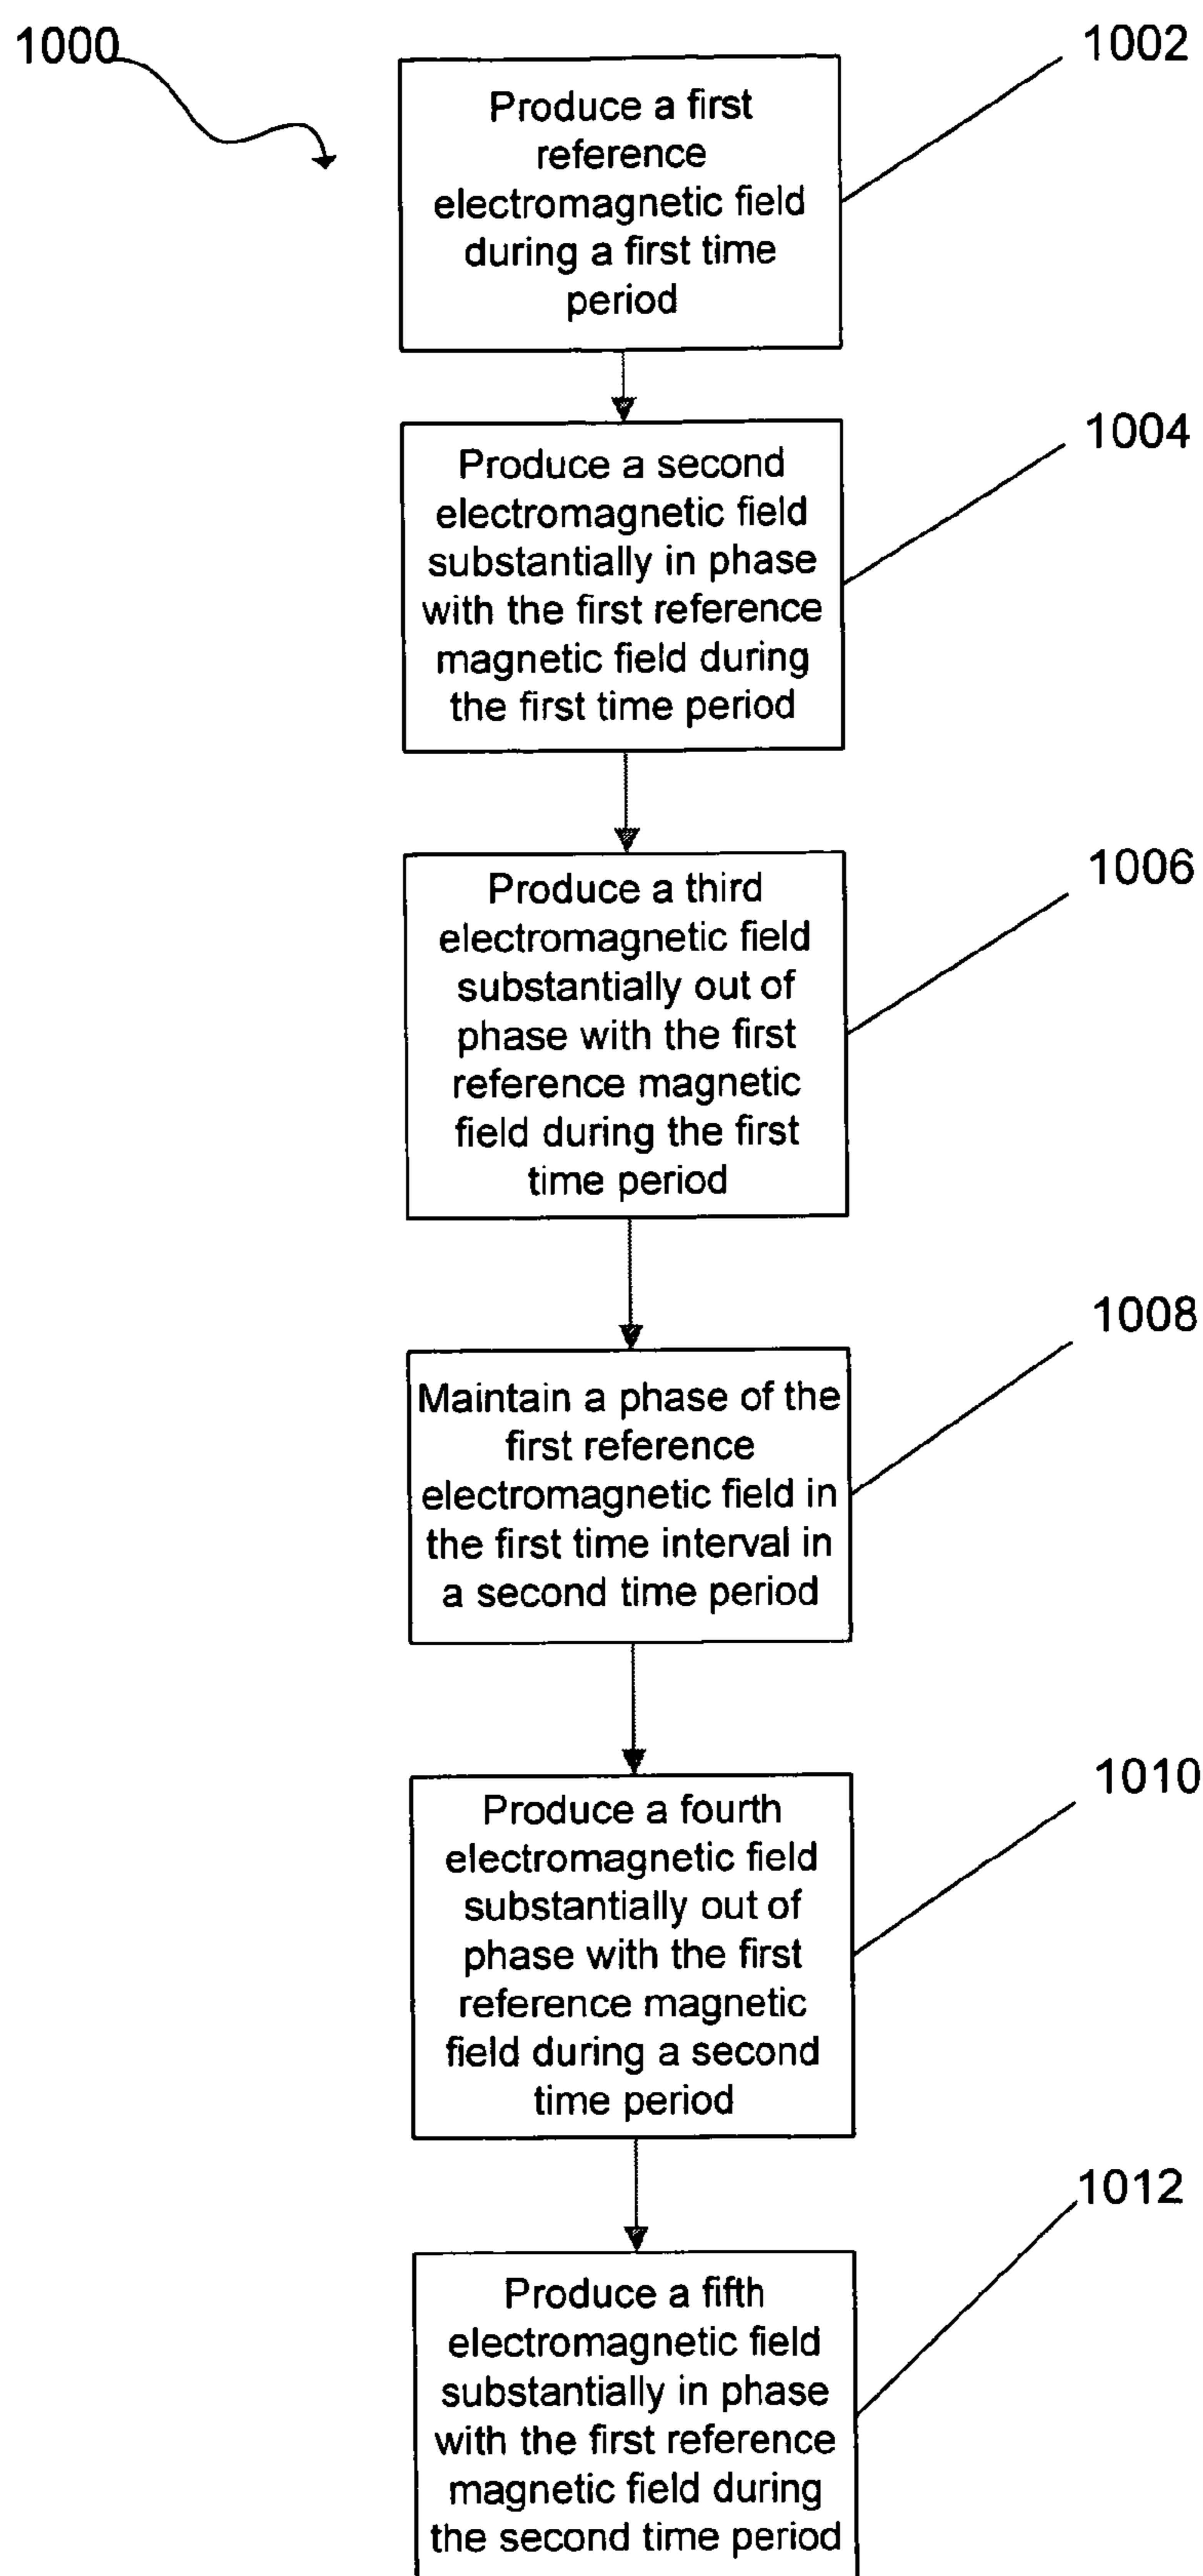 1000
1002
Produce a first
reference
electromagnetic field
during a first time
period
1004
Produce a second
electromagnetic field
substantially in phase
with the first reference
magnetic field during
the first time period
1006
Produce a third
electromagnetic field
substantially out of
phase with the first
reference magnetic
field during the first
time period
1008
Maintain a phase of the
first reference
electromagnetic field in
the first time interval in
a second time period
1010
Produce a fourth
electromagnetic field
substantially out of
phase with the first
reference magnetic
field during a second
time period
1012
Produce a fifth
electromagnetic field
substantially in phase
with the first reference
magnetic field during
the second time period